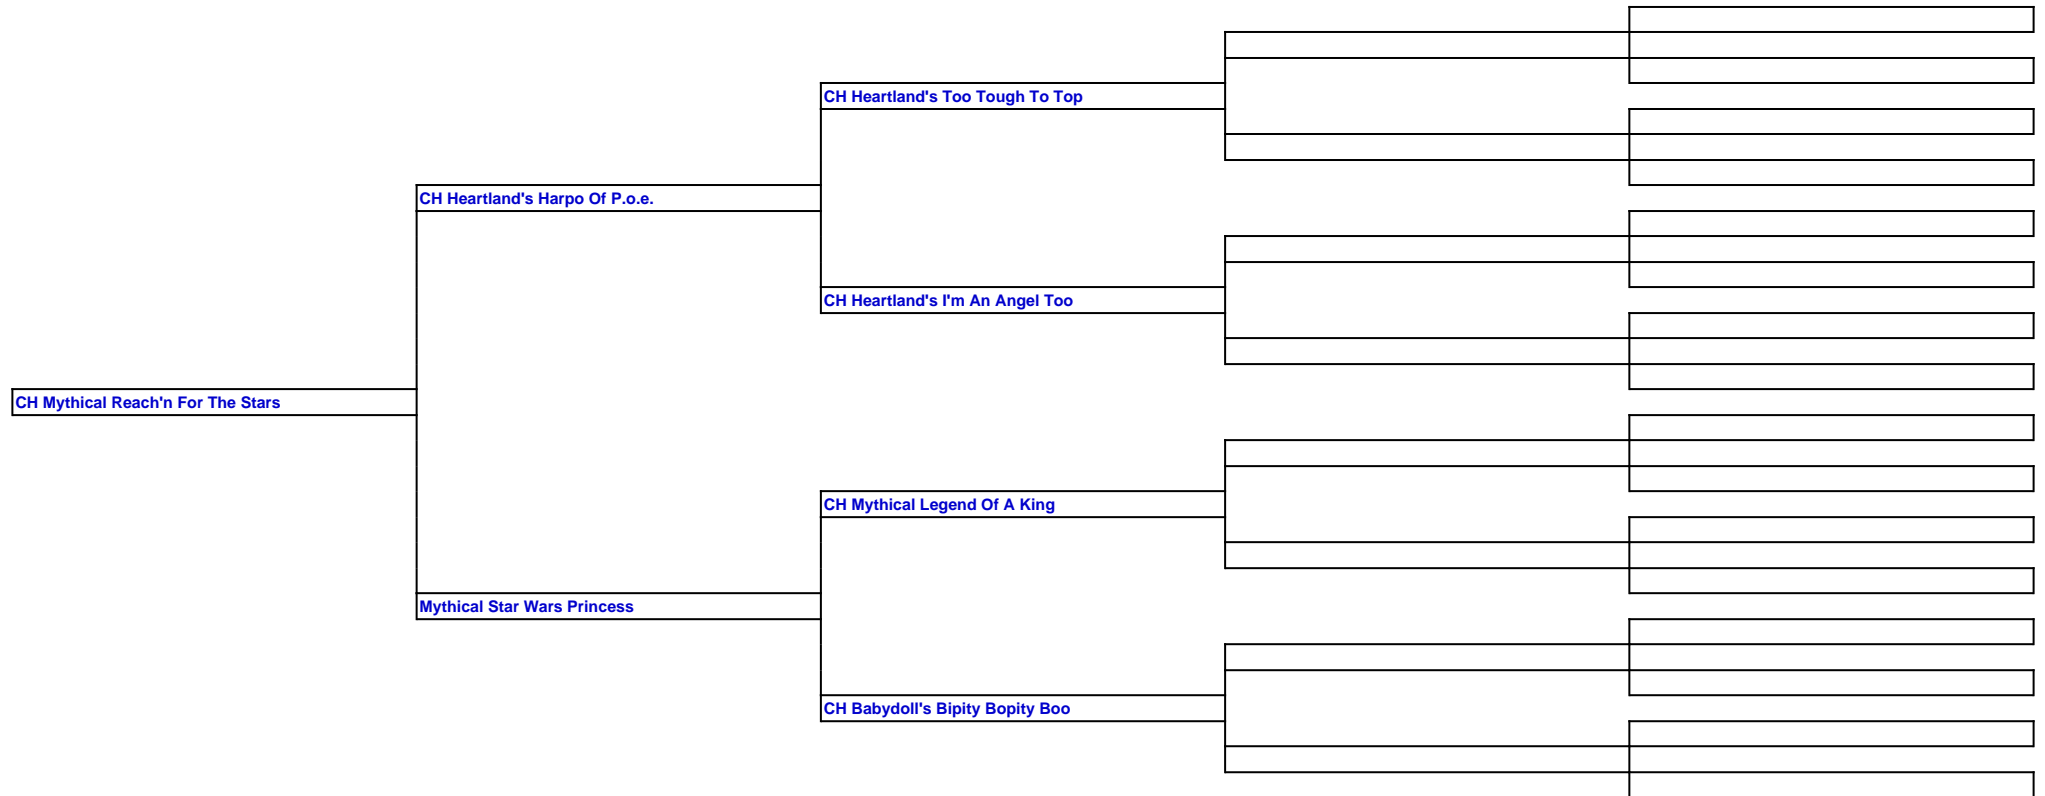 CH Heartland's Too Tough To Top
CH Heartland's Harpo Of P.o.e.
CH Heartland's I'm An Angel Too
CH Mythical Reach'n For The Stars
CH Mythical Legend Of A King
Mythical Star Wars Princess
CH Babydoll's Bipity Bopity Boo